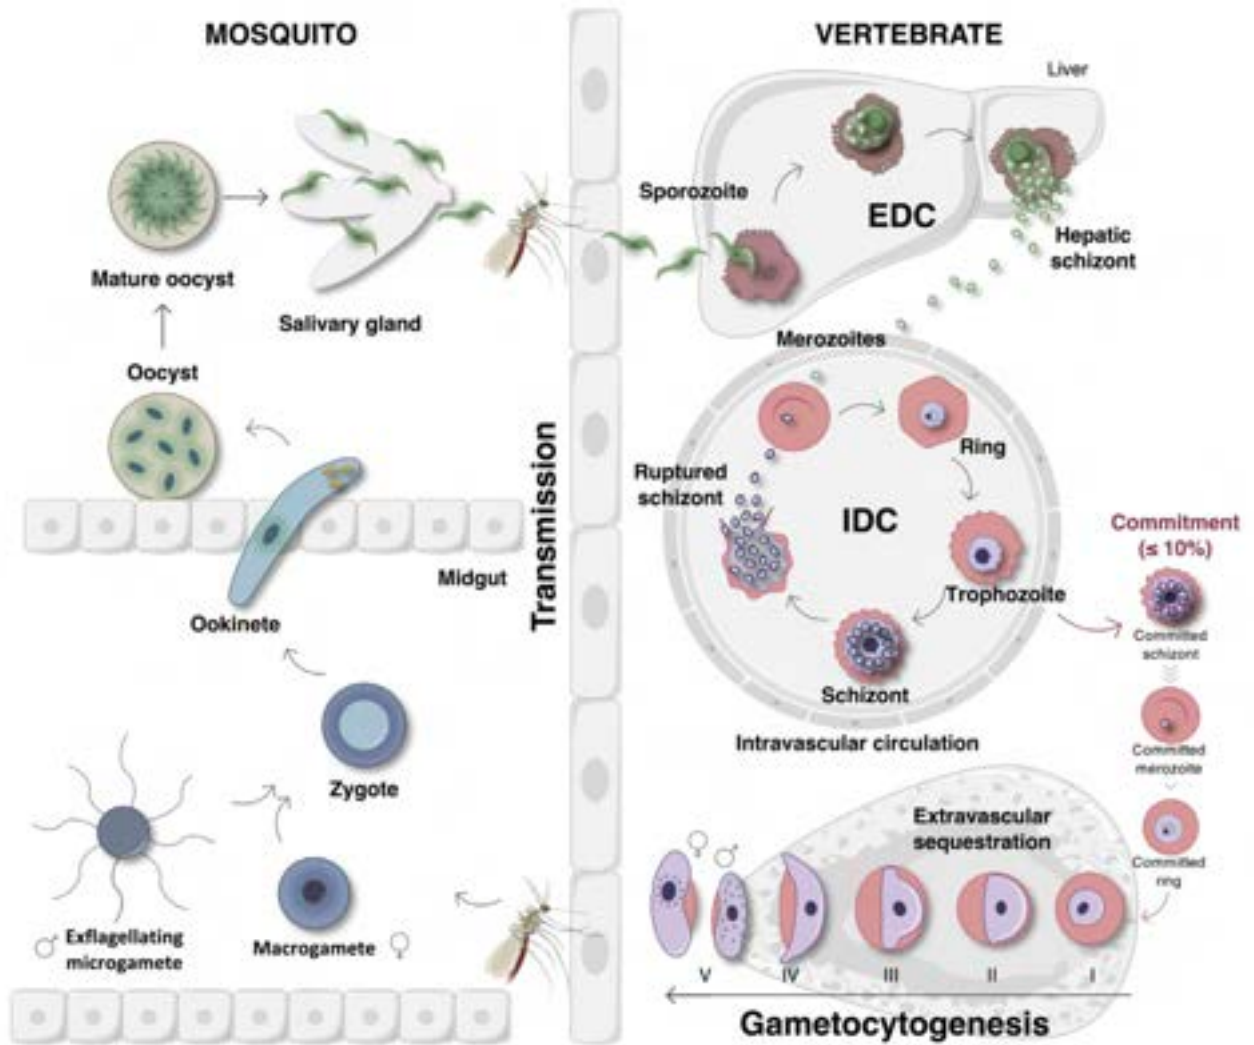 MOSQUITO
Mature oocyst
Salivary gland
Oocyst
Midgut
Ookinete
Zygote
♂ Exflagellating
microgamete
Macrogamete ♀
Transmission
VERTEBRATE
Liver
Sporozoite
EDC
Hepatic
schizont
Merozoites
Ring
Ruptured
schizont
IDC
Trophozoite
Schizont
Intravascular circulation
Commitment
(≤ 10%)
Committed
schizont
Committed
merozoite
Committed
ring
Extravascular
sequestration
♀ ♂
V IV III II I
Gametocytogenesis